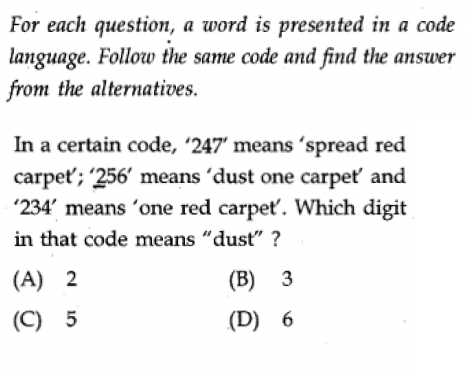 For each question, a word is presented in a code
language. Follow the same code and find the answer
from the alternatives.
In a certain code, ‘247’ means ‘spread red
carpet’; ‘256’ means ‘dust one carpet’ and
‘234’ means ‘one red carpet’. Which digit
in that code means “dust” ?
(A) 2 (B) 3
(C) 5 (D) 6